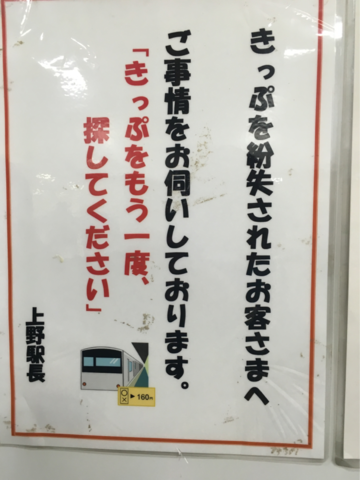 きっぷを紛失されたお客さまへ
ご事情をお伺いしております。
「きっぷをもう一度、
探してください」
上野駅長
▶160円